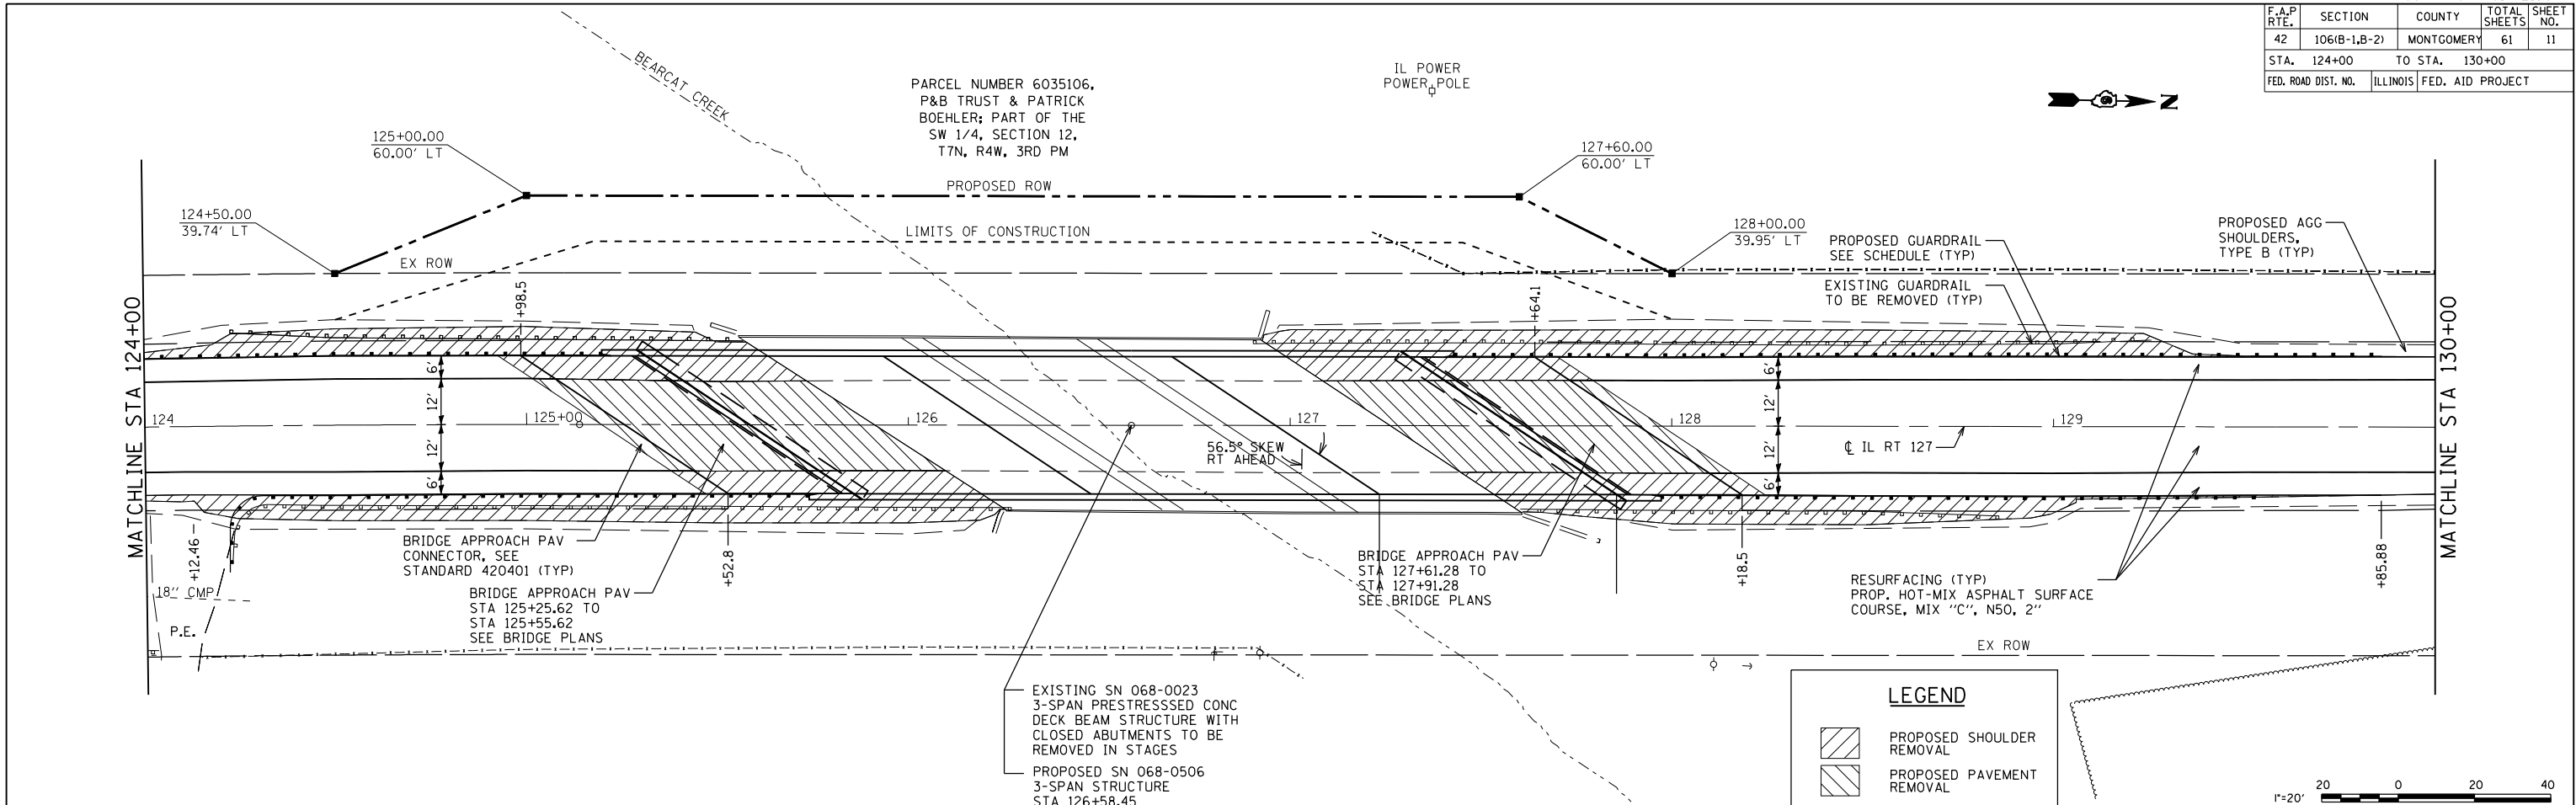 F.A.P RTE.
SECTION
COUNTY
TOTAL SHEETS
SHEET NO.
42
106(B-1,B-2)
MONTGOMERY
61
11
STA. 124+00 TO STA. 130+00
FED. ROAD DIST. NO.
ILLINOIS
FED. AID PROJECT
N
BEARCAT CREEK
PARCEL NUMBER 6035106,
P&B TRUST & PATRICK
BOEHLER; PART OF THE
SW 1/4, SECTION 12,
T7N, R4W, 3RD PM
IL POWER
POWER POLE
125+00.00
60.00' LT
127+60.00
60.00' LT
PROPOSED ROW
124+50.00
39.74' LT
128+00.00
39.95' LT
LIMITS OF CONSTRUCTION
EX ROW
PROPOSED GUARDRAIL
SEE SCHEDULE (TYP)
EXISTING GUARDRAIL
TO BE REMOVED (TYP)
PROPOSED AGG
SHOULDERS,
TYPE B (TYP)
MATCHLINE STA 124+00
MATCHLINE STA 130+00
+98.5
+64.1
6'
12'
12'
6'
6'
12'
12'
6'
124
125+00
126
127
128
129
56.5° SKEW
RT AHEAD
℄ IL RT 127
+12.46
+52.8
+18.5
+85.88
18" CMP
P.E.
BRIDGE APPROACH PAV
CONNECTOR, SEE
STANDARD 420401 (TYP)
BRIDGE APPROACH PAV
STA 125+25.62 TO
STA 125+55.62
SEE BRIDGE PLANS
BRIDGE APPROACH PAV
STA 127+61.28 TO
STA 127+91.28
SEE BRIDGE PLANS
RESURFACING (TYP)
PROP. HOT-MIX ASPHALT SURFACE
COURSE, MIX "C", N50, 2"
EX ROW
EXISTING SN 068-0023
3-SPAN PRESTRESSSED CONC
DECK BEAM STRUCTURE WITH
CLOSED ABUTMENTS TO BE
REMOVED IN STAGES
PROPOSED SN 068-0506
3-SPAN STRUCTURE
STA 126+58.45
LEGEND
PROPOSED SHOULDER
REMOVAL
PROPOSED PAVEMENT
REMOVAL
20 0 20 40
1"=20'